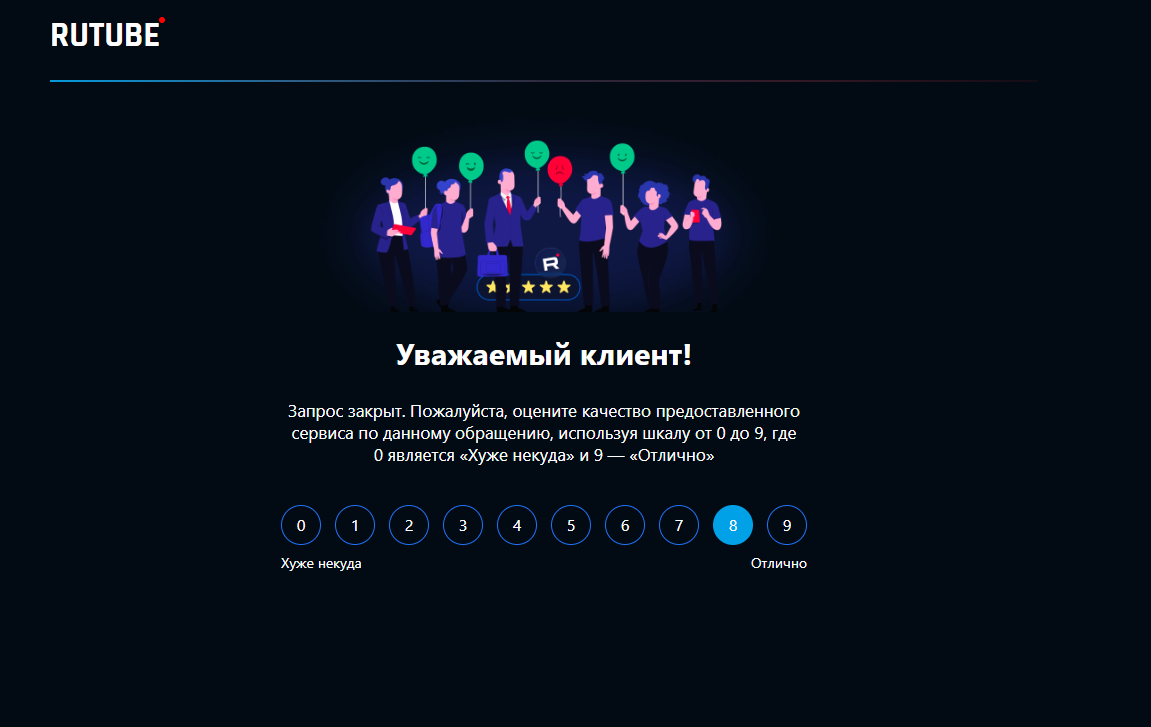 RUTUBE
R
Уважаемый клиент!
Запрос закрыт. Пожалуйста, оцените качество предоставленного
сервиса по данному обращению, используя шкалу от 0 до 9, где
0 является «Хуже некуда» и 9 — «Отлично»
0 1 2 3 4 5 6 7 8 9
Хуже некуда Отлично